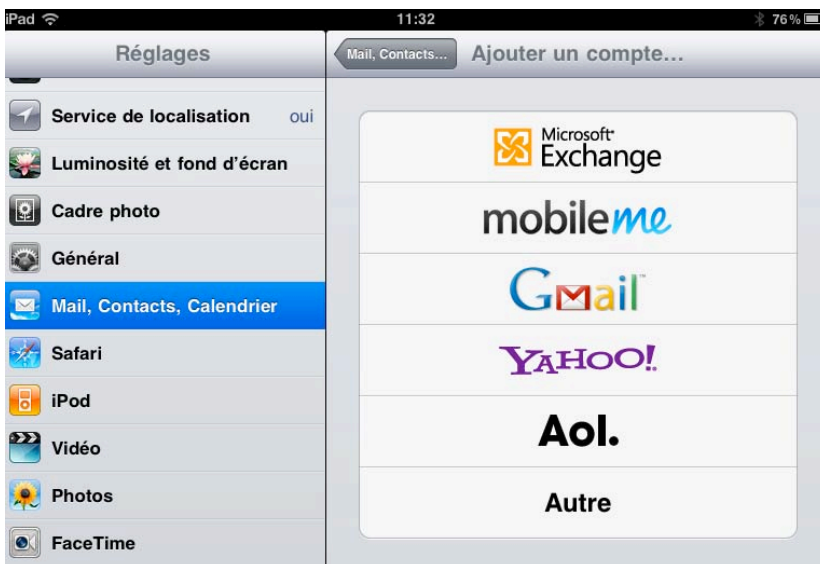 iPad 11:32 76%
Réglages
Mail, Contacts... Ajouter un compte...
Service de localisation oui
Luminosité et fond d'écran
Cadre photo
Général
Mail, Contacts, Calendrier
Safari
iPod
Vidéo
Photos
FaceTime
Microsoft
Exchange
mobileme
Gmail
YAHOO!
Aol.
Autre